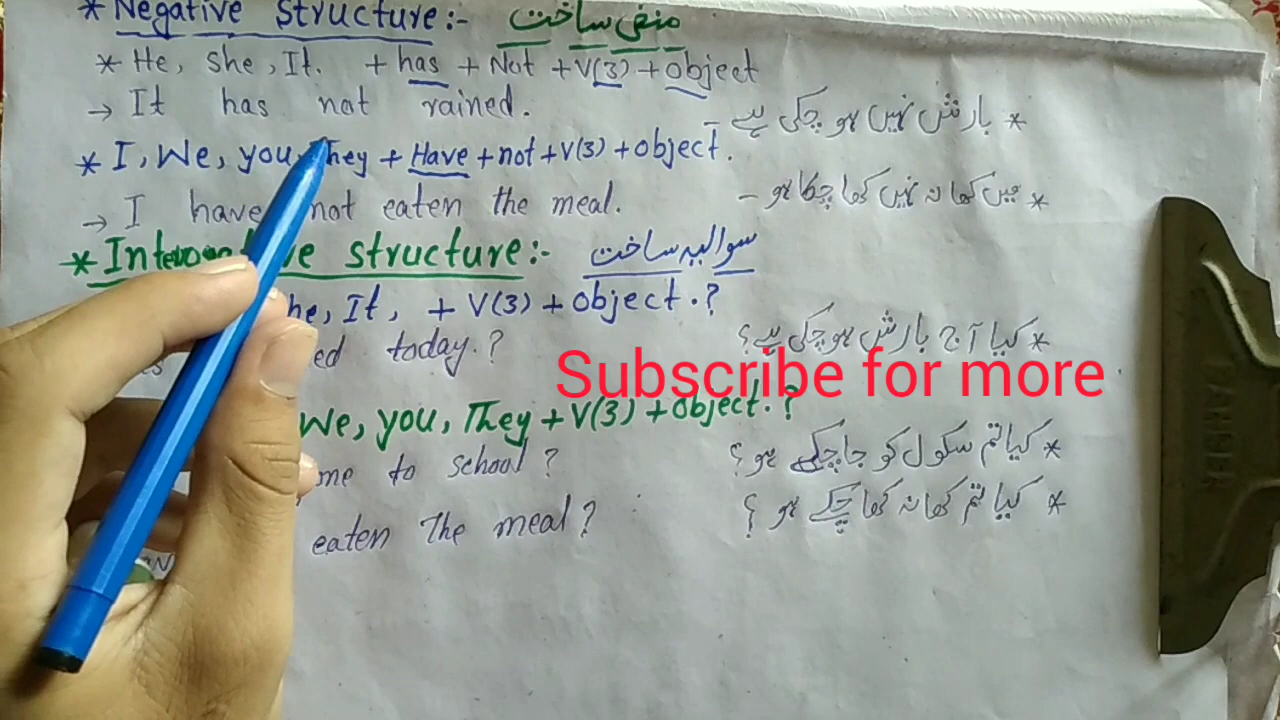 * Negative Structure:- منفی ساخت
* He, She, It. + has + Not + V(3) + Object
→ It has not rained.
* بارش نہیں ہو چکی ہے -
* I, We, you, They + Have + not + V(3) + object.
→ I have not eaten the meal.
* میں کھانہ نہیں کھا چکا ہو -
* structure:- سوالیہ ساخت
he, It, + V(3) + object.?
ed today.?
* کیا آج بارش ہو چکی ہے؟
Subscribe for more
We, you, They + V(3) + object.?
me to school?
* کیا تم سکول کو جا چکے ہو؟
eaten The meal?
* کیا تم کھانہ کھا چکے ہو؟